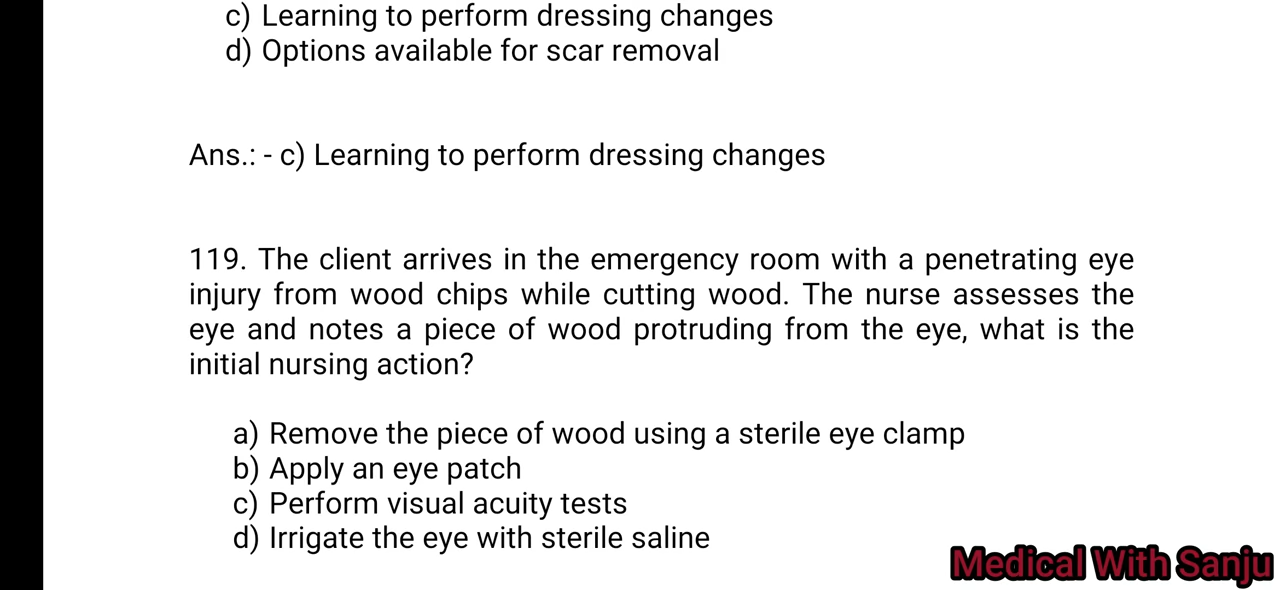 c) Learning to perform dressing changes
d) Options available for scar removal
Ans.: - c) Learning to perform dressing changes
119. The client arrives in the emergency room with a penetrating eye
injury from wood chips while cutting wood. The nurse assesses the
eye and notes a piece of wood protruding from the eye, what is the
initial nursing action?
a) Remove the piece of wood using a sterile eye clamp
b) Apply an eye patch
c) Perform visual acuity tests
d) Irrigate the eye with sterile saline
Medical With Sanju